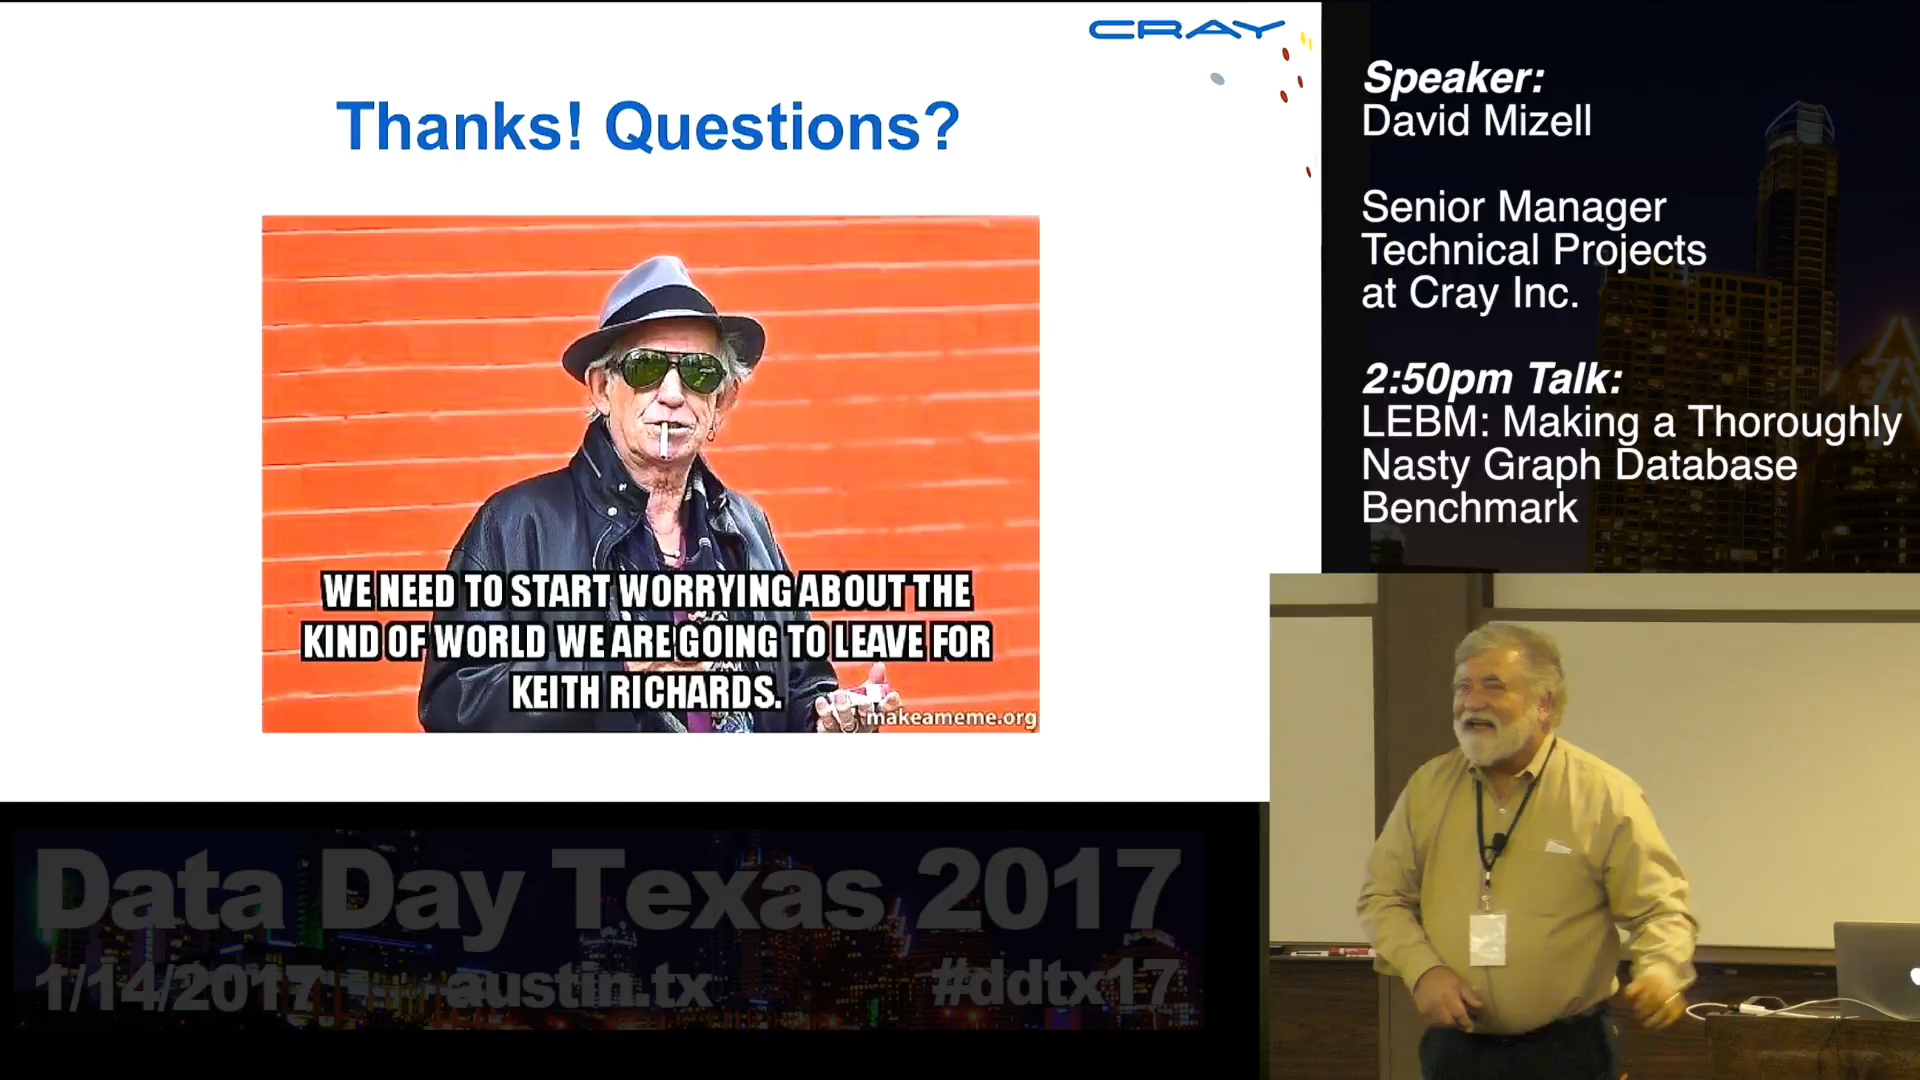 CRAY
Thanks! Questions?
WE NEED TO START WORRYING ABOUT THE
KIND OF WORLD WE ARE GOING TO LEAVE FOR
KEITH RICHARDS.
makeameme.org
Speaker:
David Mizell
Senior Manager
Technical Projects
at Cray Inc.
2:50pm Talk:
LEBM: Making a Thoroughly
Nasty Graph Database
Benchmark
Data Day Texas 2017
1/14/2017 austin.tx #ddtx17